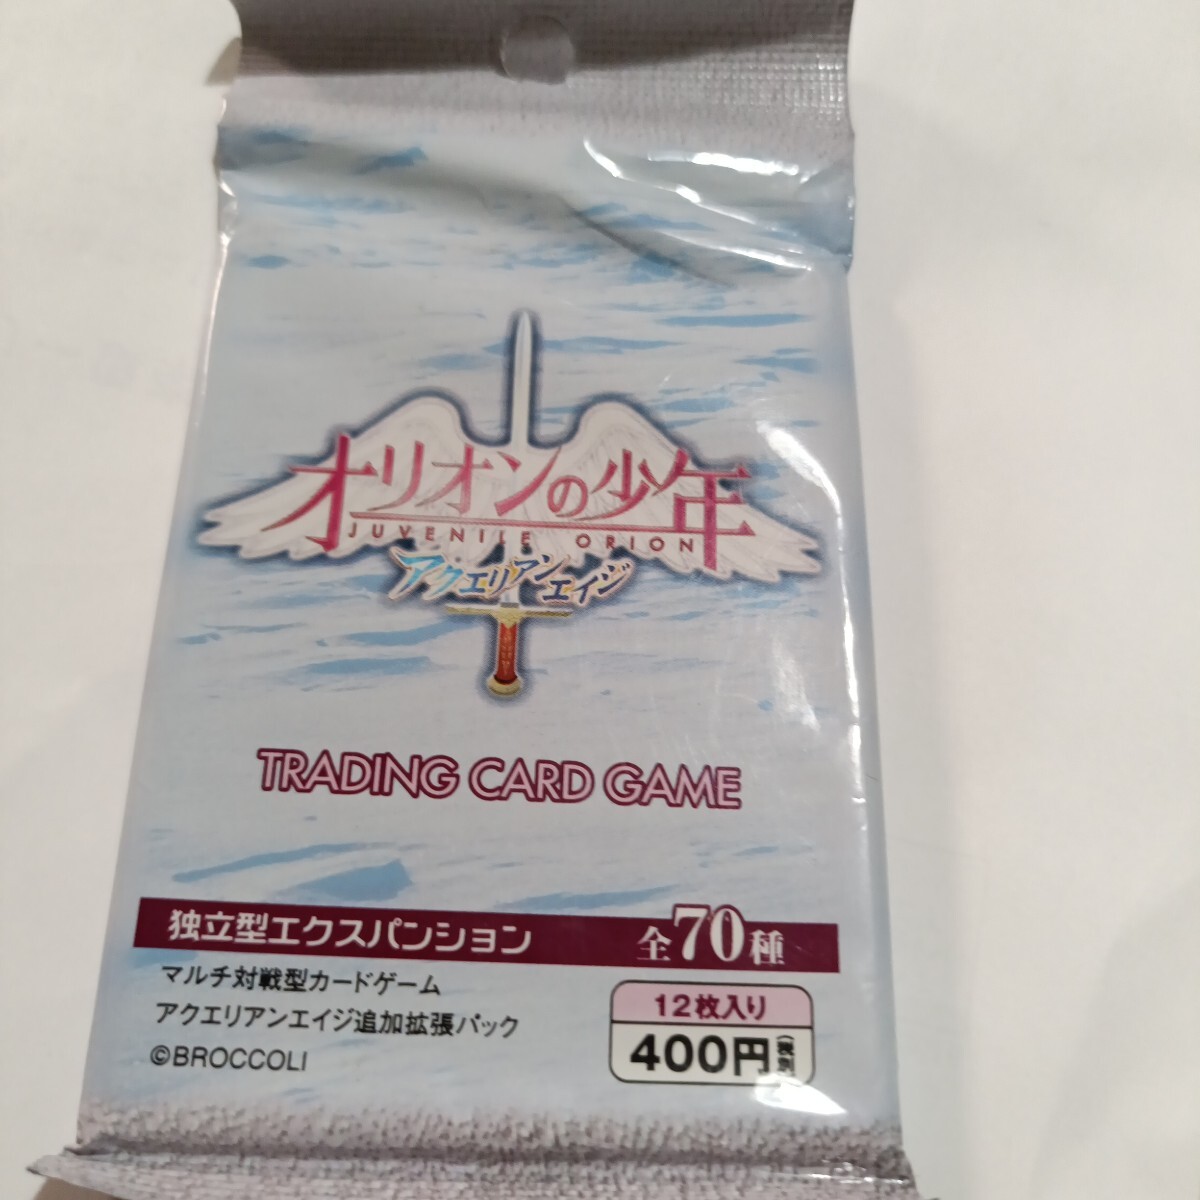 オリオンの少年
JUVENILE ORION
アクエリアンエイジ
TRADING CARD GAME
独立型エクスパンション 全70種
マルチ対戦型カードゲーム
アクエリアンエイジ追加拡張パック
©BROCCOLI
12枚入り
400円(税別)